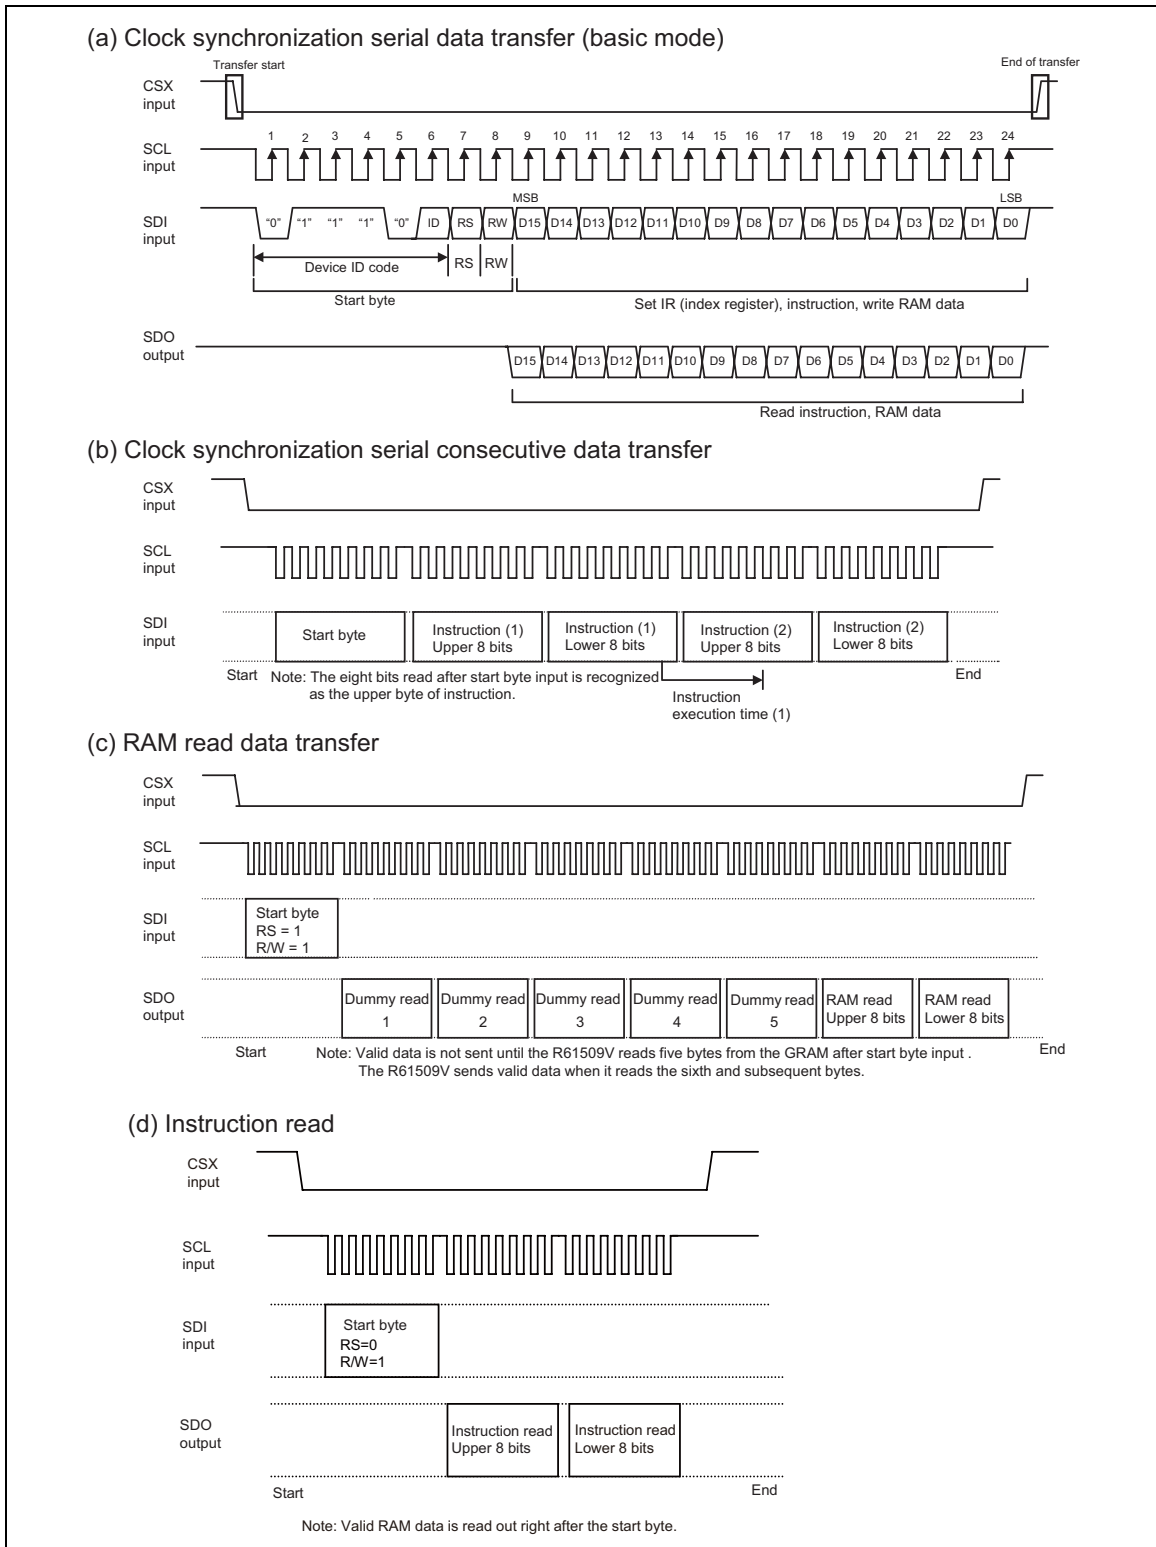 (a) Clock synchronization serial data transfer (basic mode)
Transfer start
End of transfer
CSX
input
1 2 3 4 5 6 7 8 9 10 11 12 13 14 15 16 17 18 19 20 21 22 23 24
SCL
input
MSB
LSB
SDI
input
“0” “1” “1” “1” “0” ID RS RW D15 D14 D13 D12 D11 D10 D9 D8 D7 D6 D5 D4 D3 D2 D1 D0
Device ID code
RS RW
Start byte
Set IR (index register), instruction, write RAM data
SDO
output
D15 D14 D13 D12 D11 D10 D9 D8 D7 D6 D5 D4 D3 D2 D1 D0
Read instruction, RAM data
(b) Clock synchronization serial consecutive data transfer
CSX
input
SCL
input
SDI
input
Start byte
Instruction (1)
Upper 8 bits
Instruction (1)
Lower 8 bits
Instruction (2)
Upper 8 bits
Instruction (2)
Lower 8 bits
Start
End
Note: The eight bits read after start byte input is recognized
as the upper byte of instruction.
Instruction
execution time (1)
(c) RAM read data transfer
CSX
input
SCL
input
SDI
input
Start byte
RS = 1
R/W = 1
SDO
output
Dummy read
1
Dummy read
2
Dummy read
3
Dummy read
4
Dummy read
5
RAM read
Upper 8 bits
RAM read
Lower 8 bits
Start
End
Note: Valid data is not sent until the R61509V reads five bytes from the GRAM after start byte input .
The R61509V sends valid data when it reads the sixth and subsequent bytes.
(d) Instruction read
CSX
input
SCL
input
SDI
input
Start byte
RS=0
R/W=1
SDO
output
Instruction read
Upper 8 bits
Instruction read
Lower 8 bits
Start
End
Note: Valid RAM data is read out right after the start byte.